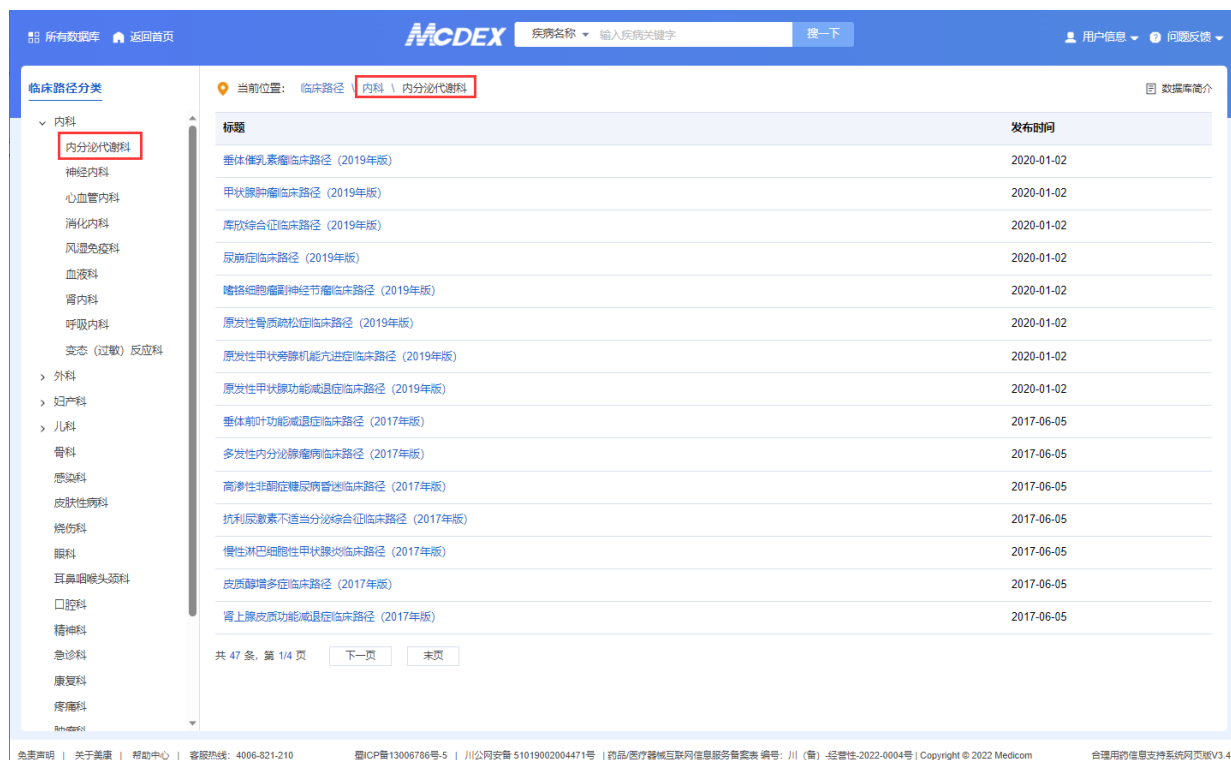 所有数据库 返回首页 MCDEX 疾病名称 输入疾病关键字 搜一下 用户信息 问题反馈
临床路径分类
当前位置: 临床路径 \ 内科 \ 内分泌代谢科 数据库简介
内科
内分泌代谢科
神经内科
心血管内科
消化内科
风湿免疫科
血液科
肾内科
呼吸内科
变态（过敏）反应科
外科
妇产科
儿科
骨科
感染科
皮肤性病科
烧伤科
眼科
耳鼻咽喉头颈科
口腔科
精神科
急诊科
康复科
疼痛科
肿瘤科
标题 发布时间
垂体催乳素瘤临床路径（2019年版） 2020-01-02
甲状腺肿瘤临床路径（2019年版） 2020-01-02
库欣综合征临床路径（2019年版） 2020-01-02
尿崩症临床路径（2019年版） 2020-01-02
嗜铬细胞瘤副神经节瘤临床路径（2019年版） 2020-01-02
原发性骨质疏松症临床路径（2019年版） 2020-01-02
原发性甲状旁腺机能亢进症临床路径（2019年版） 2020-01-02
原发性甲状腺功能减退症临床路径（2019年版） 2020-01-02
垂体前叶功能减退症临床路径（2017年版） 2017-06-05
多发性内分泌腺瘤病临床路径（2017年版） 2017-06-05
高渗性非酮症糖尿病昏迷临床路径（2017年版） 2017-06-05
抗利尿激素不适当分泌综合征临床路径（2017年版） 2017-06-05
慢性淋巴细胞性甲状腺炎临床路径（2017年版） 2017-06-05
皮质醇增多症临床路径（2017年版） 2017-06-05
肾上腺皮质功能减退症临床路径（2017年版） 2017-06-05
共 47 条, 第 1/4 页 下一页 末页
免责声明 | 关于美康 | 帮助中心 | 客服热线: 4006-821-210 蜀ICP备13006786号-5 | 川公网安备 51019002004471号 | 药品/医疗器械互联网信息服务备案表 编号: 川（备）-经营性-2022-0004号 | Copyright © 2022 Medicom 合理用药信息支持系统网页版V3.4